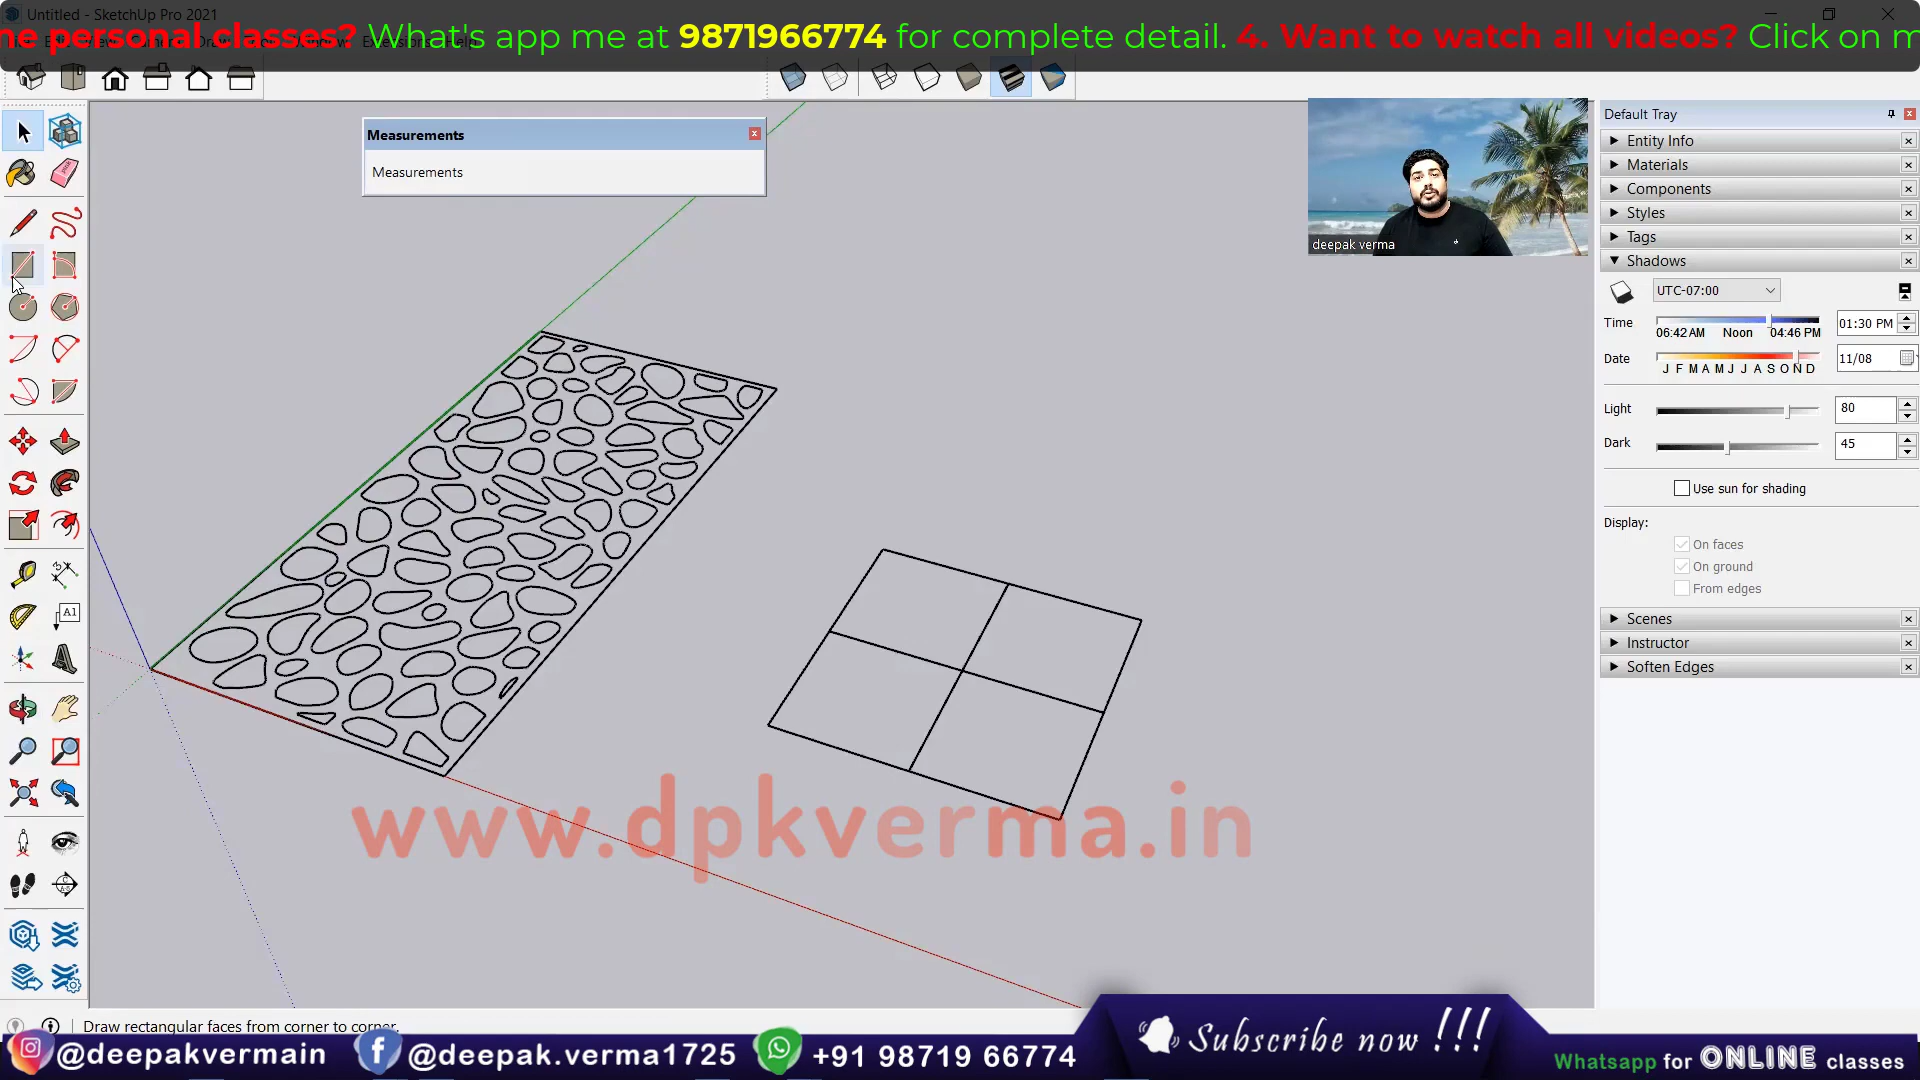 Untitled - SketchUp Pro 2021
ne personal classes? What's app me at 9871966774 for complete detail. 4. Want to watch all videos? Click on m
Measurements
Measurements
deepak verma
Default Tray
Entity Info
Materials
Components
Styles
Tags
Shadows
UTC-07:00
Time
06:42 AM Noon 04:46 PM
01:30 PM
Date
J F M A M J J A S O N D
11/08
Light
80
Dark
45
Use sun for shading
Display:
On faces
On ground
From edges
Scenes
Instructor
Soften Edges
A1
www.dpkverma.in
Draw rectangular faces from corner to corner.
@deepakvermain
@deepak.verma1725
+91 98719 66774
Subscribe now !!!
Whatsapp for ONLINE classes